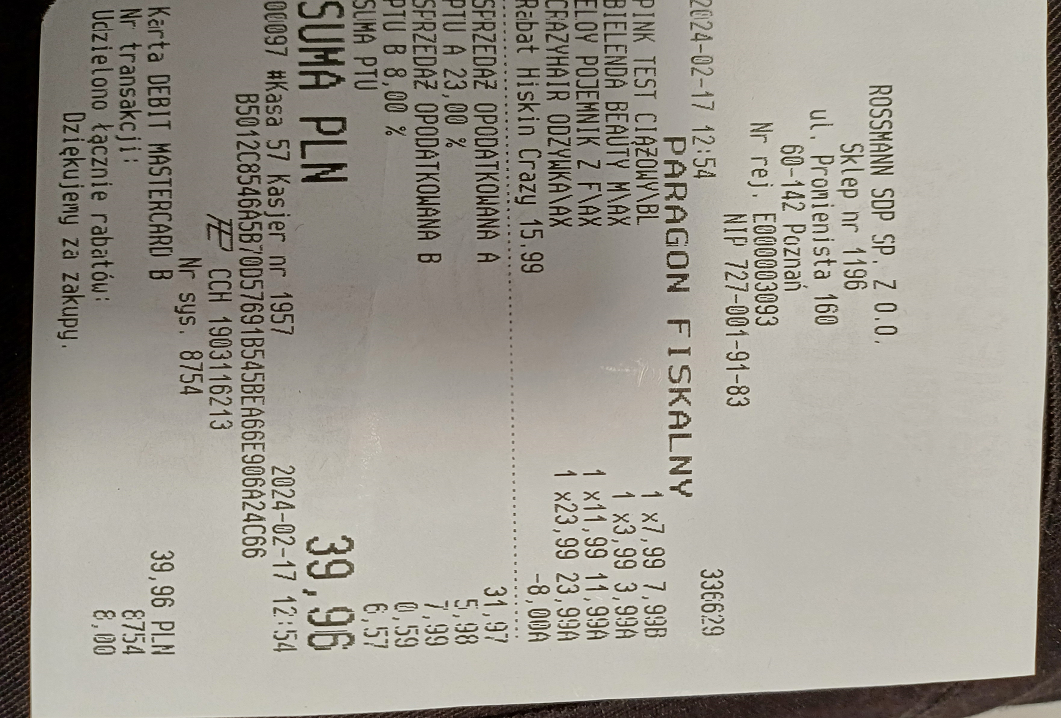 ROSSMANN SDP SP. Z O.O.
Sklep nr 1196
ul. Promienista 160
60-142 Poznań
Nr rej. E000003093
NIP 727-001-91-83
2024-02-17 12:54 336629
PARAGON FISKALNY
PINK TEST CIĄŻOWY\BL 1 x7,99 7,99B
BIELENDA BEAUTY M\AX 1 x3,99 3,99A
ELOV POJEMNIK Z F\AX 1 x11,99 11,99A
CRAZYHAIR ODZYWKA\AX 1 x23,99 23,99A
Rabat Hiskin Crazy 15.99 -8,00A
SPRZEDAŻ OPODATKOWANA A 31,97
PTU A 23,00 % 5,98
SPRZEDAŻ OPODATKOWANA B 7,99
PTU B 8,00 % 0,59
SUMA PTU 6,57
SUMA PLN 39,96
00097 #Kasa 57 Kasjer nr 1957 2024-02-17 12:54
B5012C8546A5B70D57691B545BEA66E906A24C66
CCH 1903116213
Nr sys. 8754
Karta DEBIT MASTERCARD B 39,96 PLN
Nr transakcji: 8754
Udzielono łącznie rabatów: 8,00
Dziękujemy za zakupy.